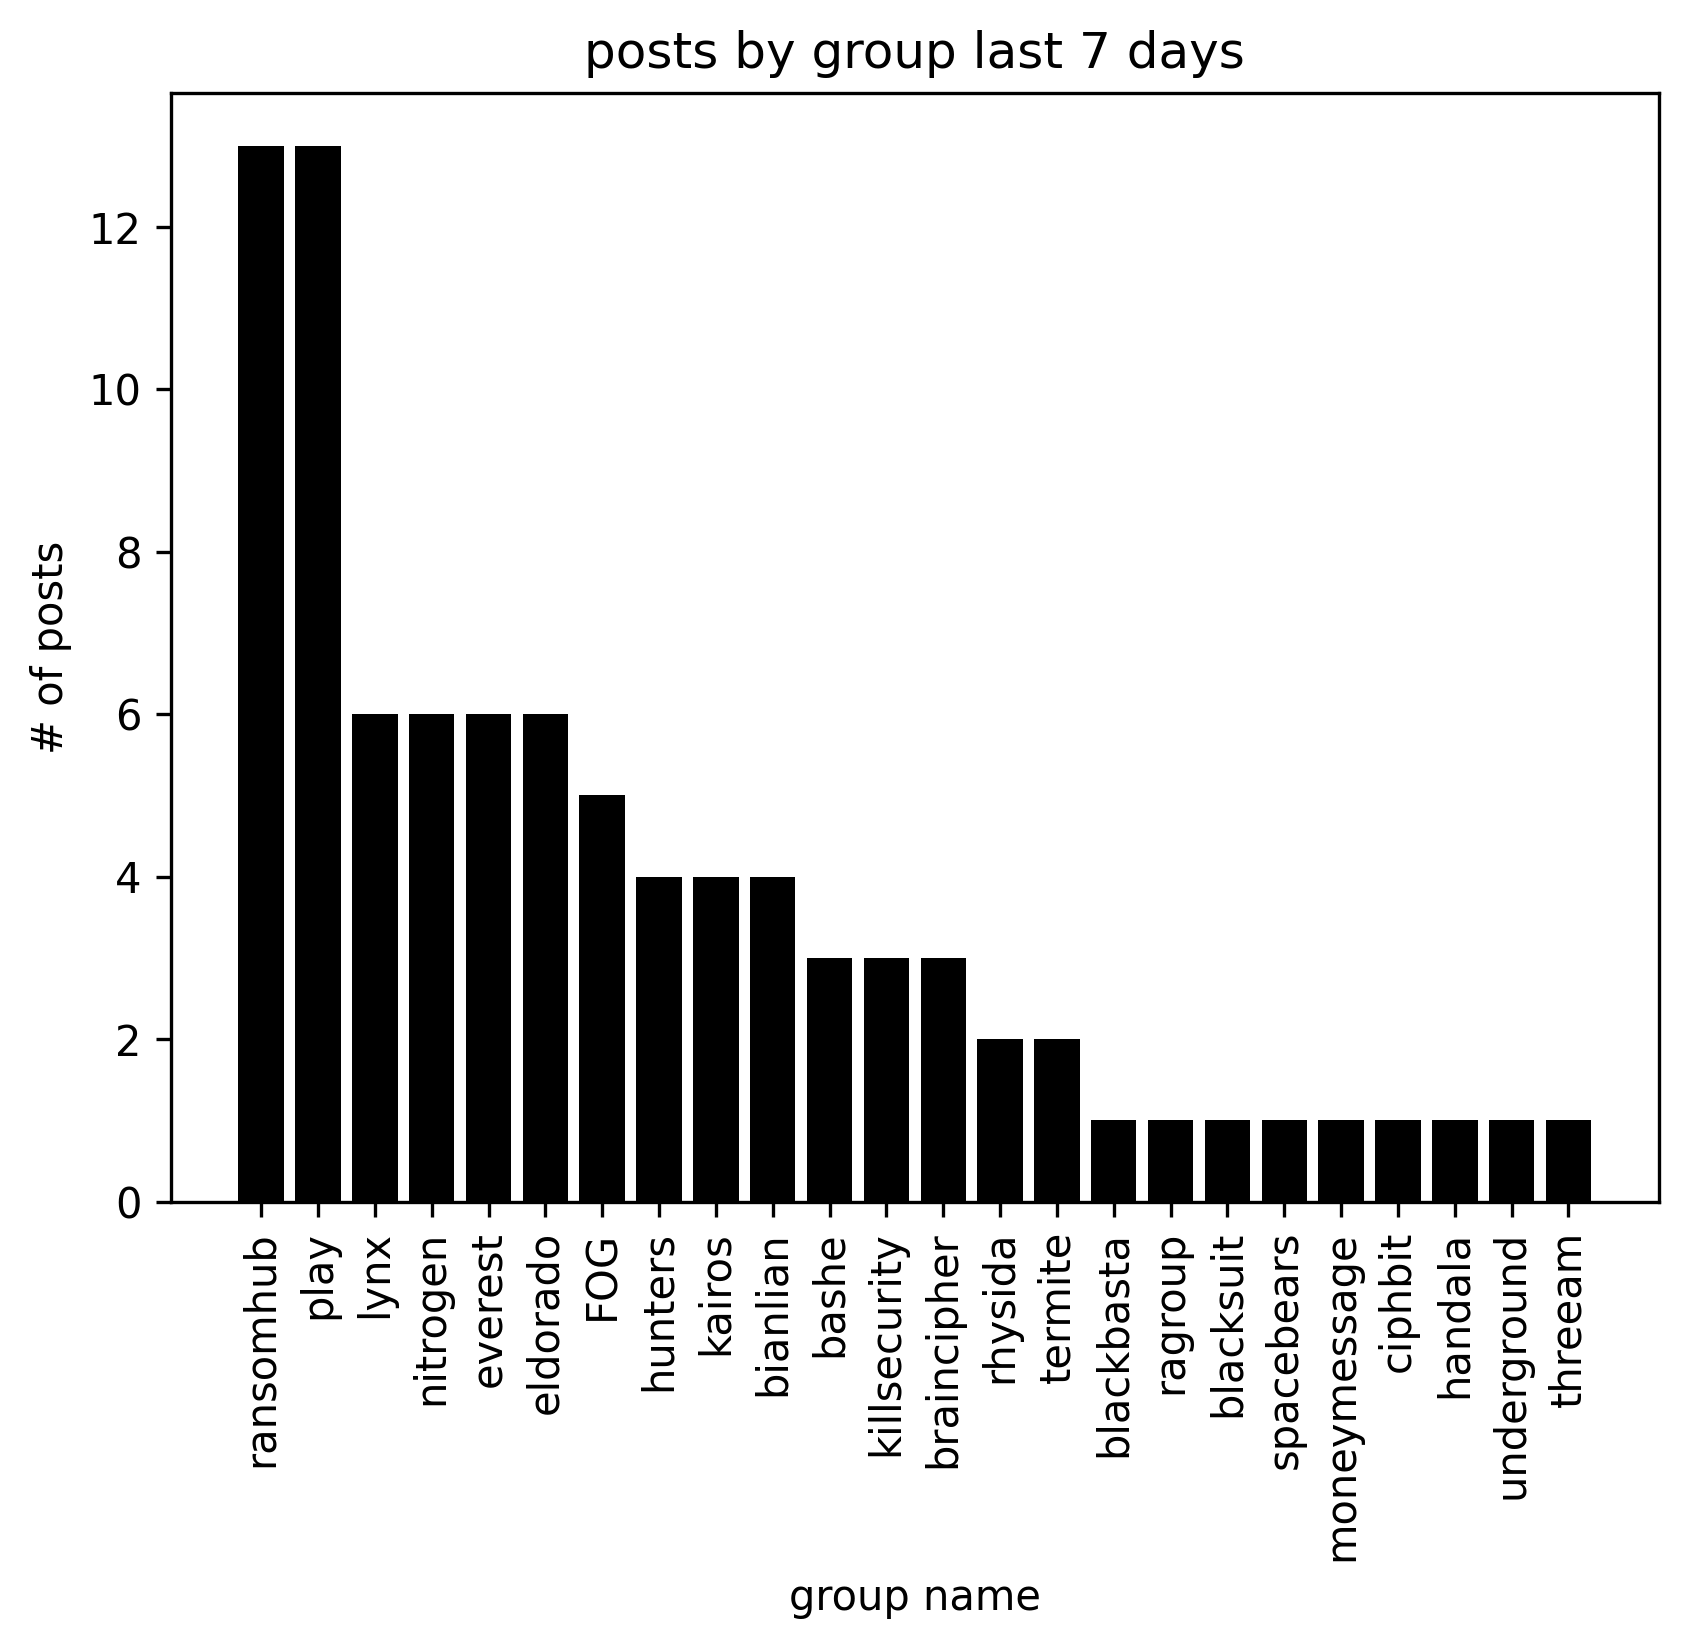 posts by group last 7 days
# of posts
12
10
8
6
4
2
0
ransomhub
play
lynx
nitrogen
everest
eldorado
FOG
hunters
kairos
bianlian
bashe
killsecurity
braincipher
rhysida
termite
blackbasta
ragroup
blacksuit
spacebears
moneymessage
ciphbit
handala
underground
threeam
group name